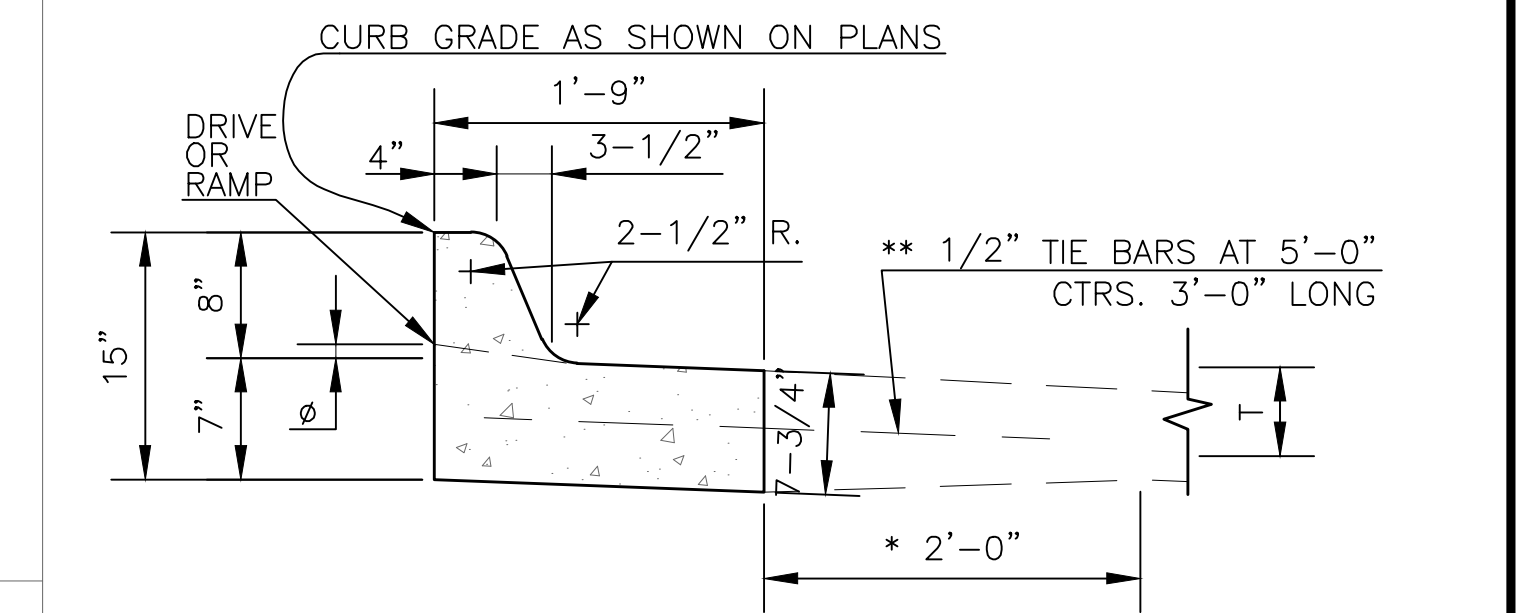 CURB GRADE AS SHOWN ON PLANS
1'-9"
DRIVE
OR
RAMP
4"
3-1/2"
2-1/2" R.
** 1/2" TIE BARS AT 5'-0"
CTRS. 3'-0" LONG
15"
8"
7"
ø
7-3/4"
T
* 2'-0"